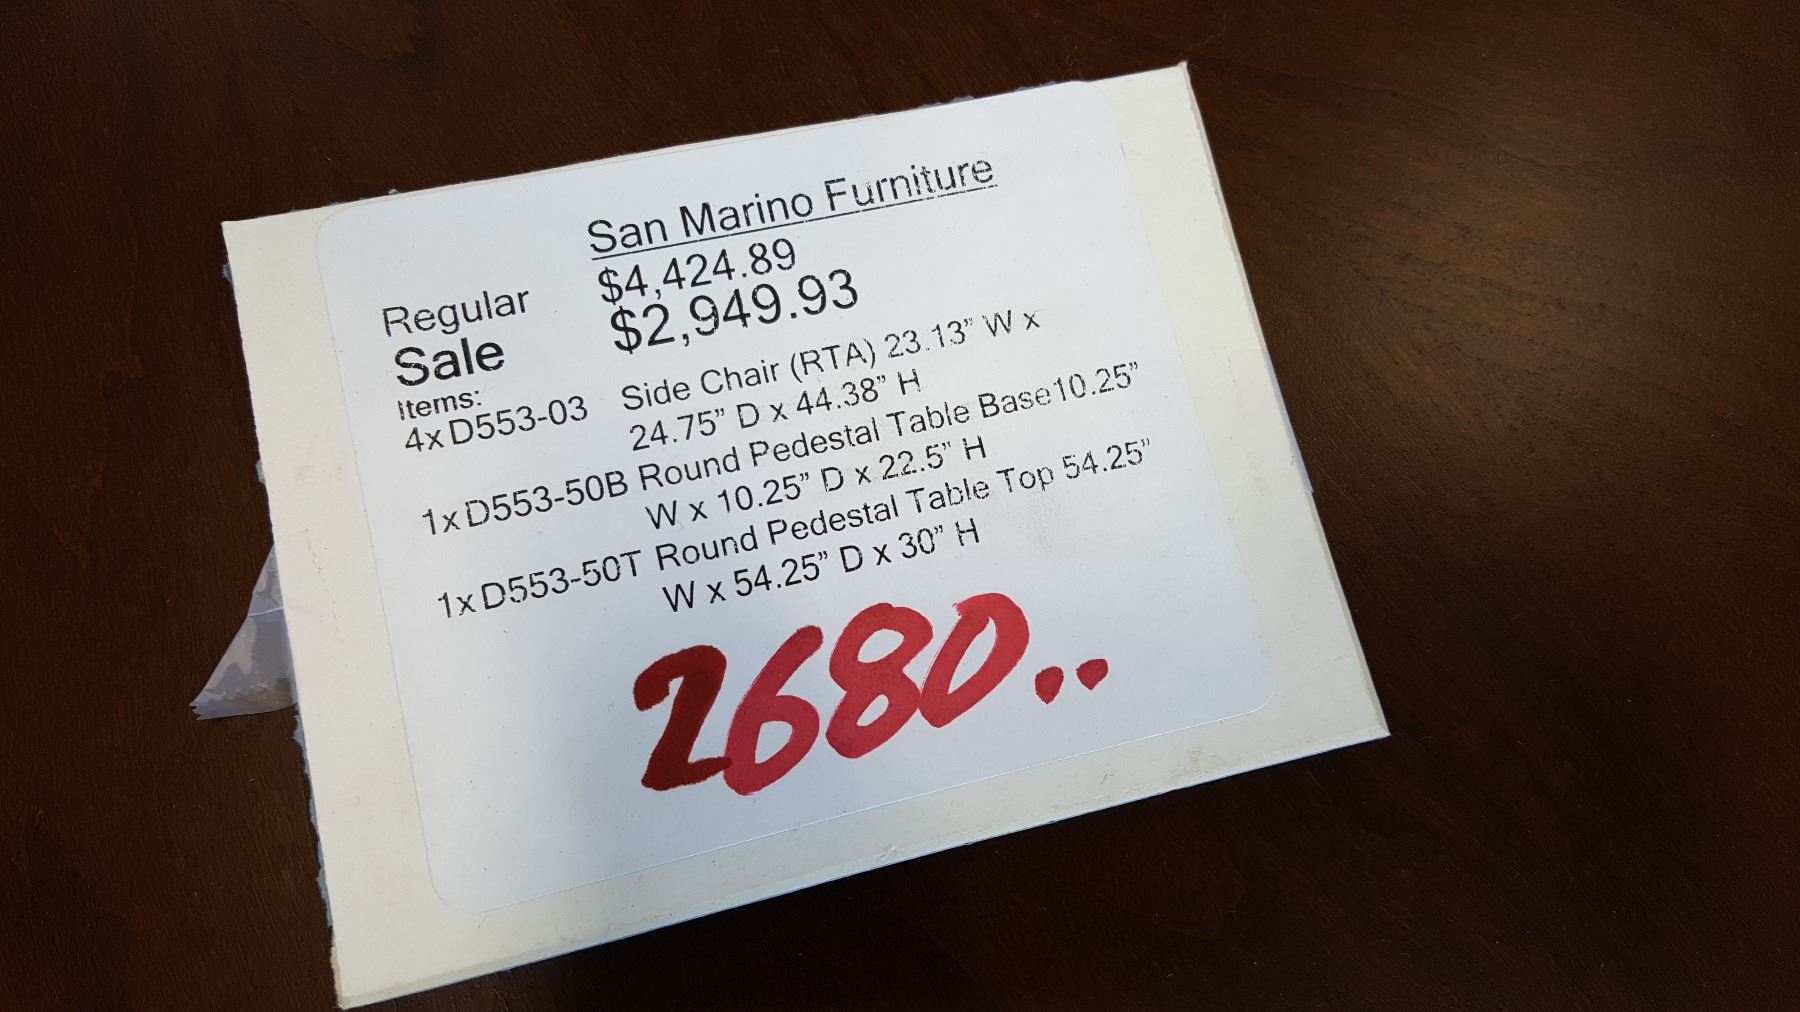 San Marino Furniture
Regular $4,424.89
Sale $2,949.93
Items:
4x D553-03 Side Chair (RTA) 23.13” W x
24.75” D x 44.38” H
1x D553-50B Round Pedestal Table Base10.25”
W x 10.25” D x 22.5” H
1x D553-50T Round Pedestal Table Top 54.25”
W x 54.25” D x 30” H
2680..